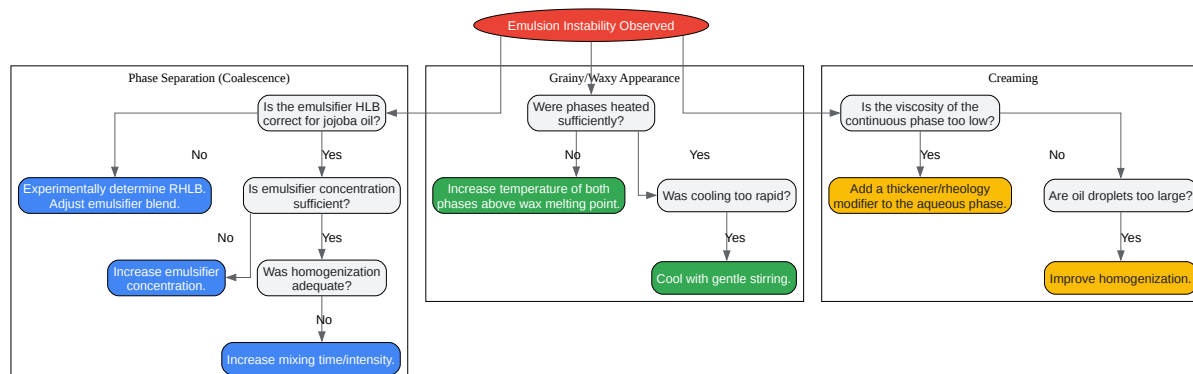 Emulsion Instability Observed
Phase Separation (Coalescence)
Is the emulsifier HLB
correct for jojoba oil?
No
Yes
Experimentally determine RHLB.
Adjust emulsifier blend.
Is emulsifier concentration
sufficient?
No
Yes
Increase emulsifier
concentration.
Was homogenization
adequate?
No
Increase mixing time/intensity.
Grainy/Waxy Appearance
Were phases heated
sufficiently?
No
Yes
Increase temperature of both
phases above wax melting point.
Was cooling too rapid?
Yes
Cool with gentle stirring.
Creaming
Is the viscosity of the
continuous phase too low?
Yes
No
Add a thickener/rheology
modifier to the aqueous phase.
Are oil droplets too large?
Yes
Improve homogenization.